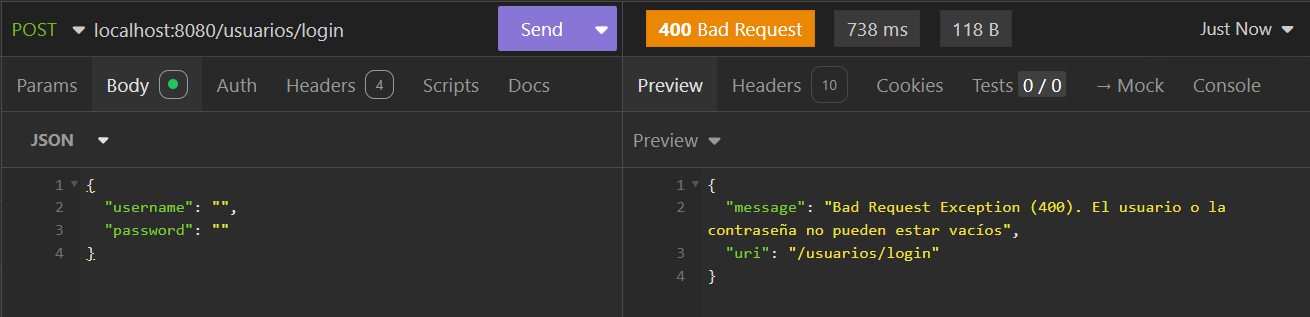 POST localhost:8080/usuarios/login Send
Params Body Auth Headers 4 Scripts Docs
JSON
1 {
2 "username": "",
3 "password": ""
4 }
400 Bad Request 738 ms 118 B Just Now
Preview Headers 10 Cookies Tests 0 / 0 → Mock Console
Preview
1 {
2 "message": "Bad Request Exception (400). El usuario o la
contraseña no pueden estar vacíos",
3 "uri": "/usuarios/login"
4 }